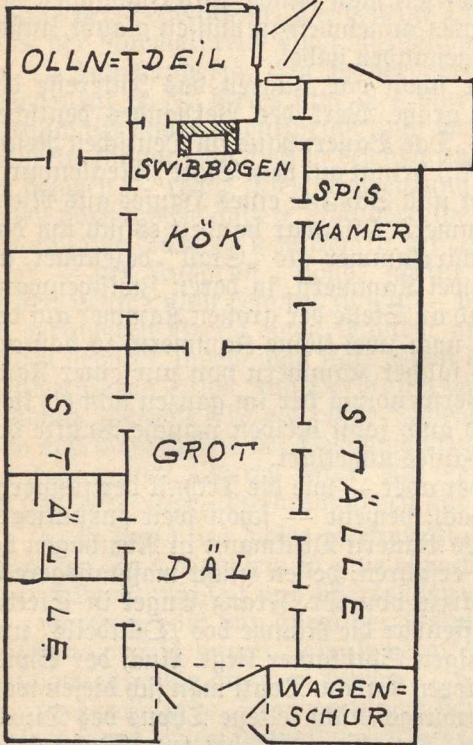 OLLN= DEIL
SWIBBOGEN
SPIS
KAMER
KÖK
STÄLLE
GROT
DÄL
STÄLLE
WAGEN=
SCHUR